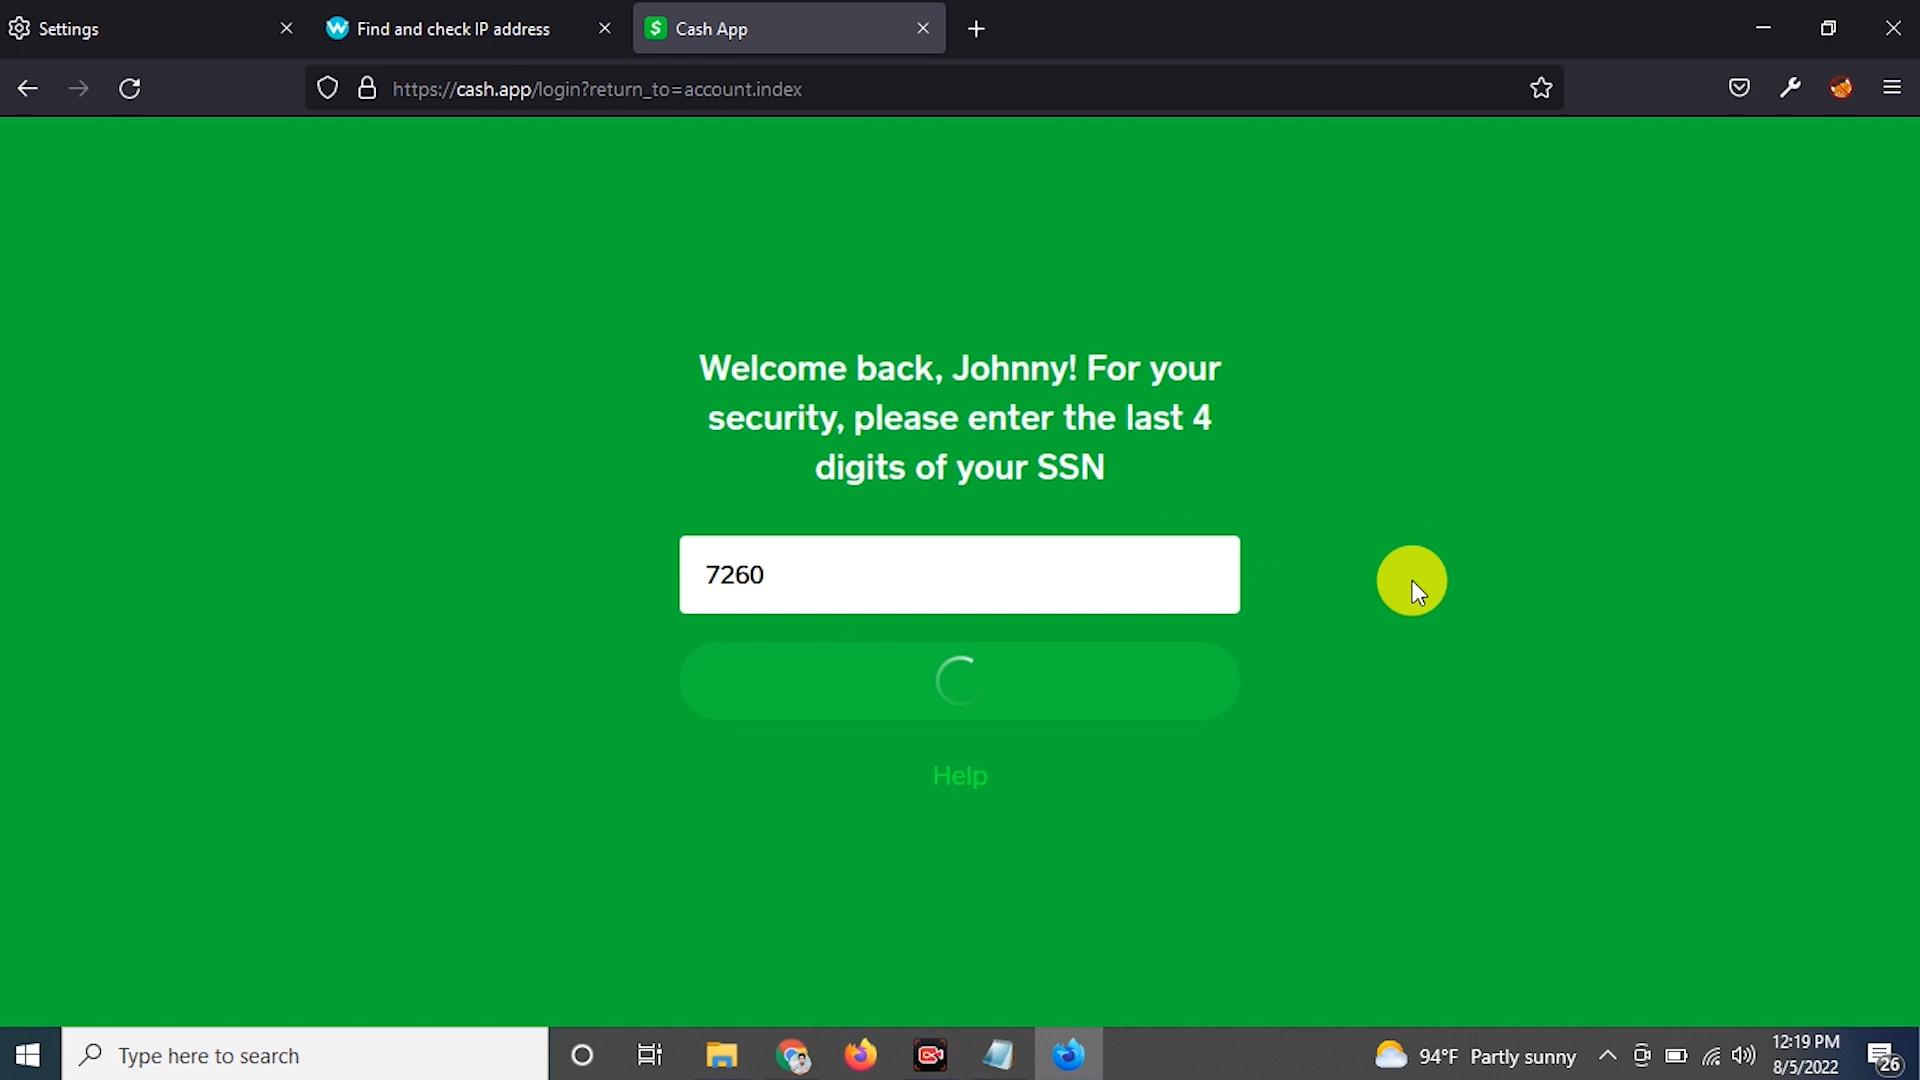 Settings
Find and check IP address
Cash App
https://cash.app/login?return_to=account.index
Welcome back, Johnny! For your
security, please enter the last 4
digits of your SSN
7260
Help
Type here to search
94°F Partly sunny
12:19 PM
8/5/2022
26